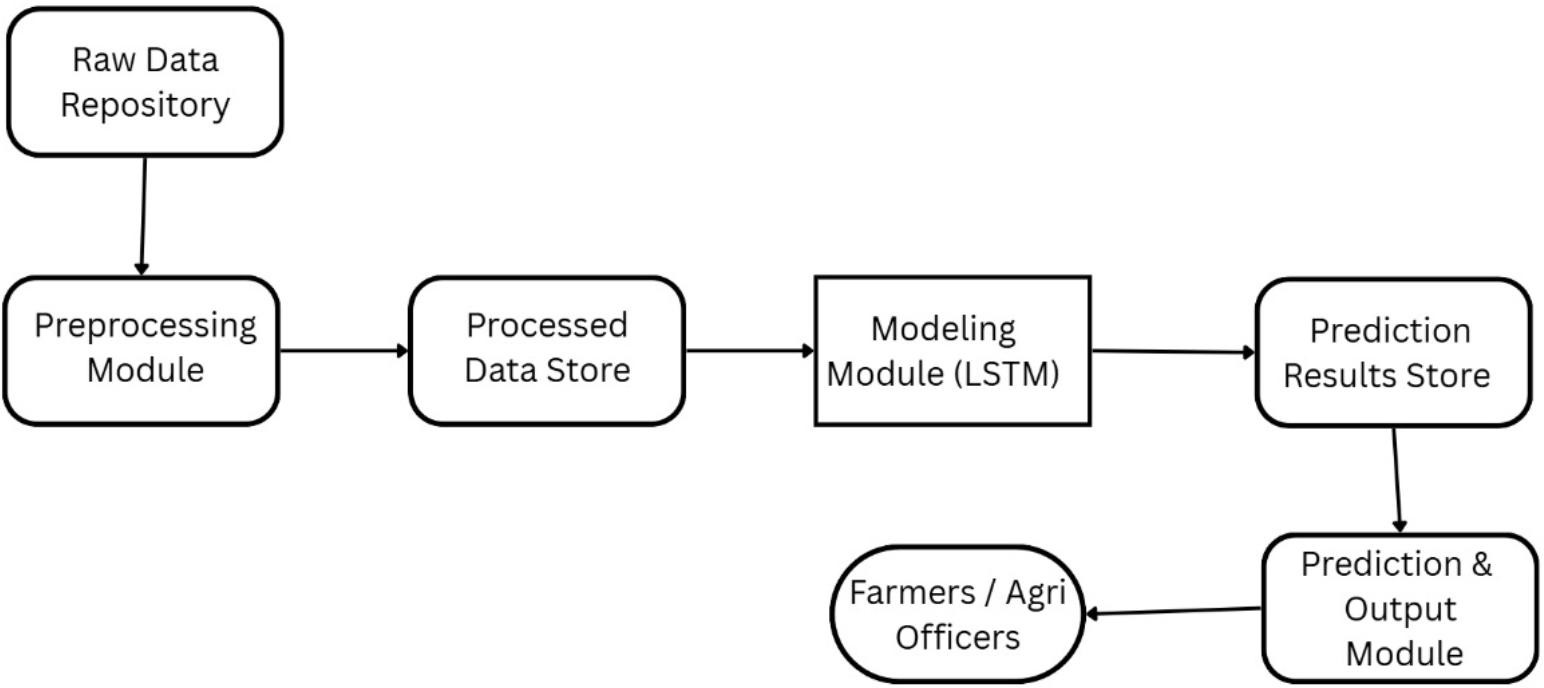 Raw Data
Repository
Preprocessing
Module
Processed
Data Store
Modeling
Module (LSTM)
Prediction
Results Store
Prediction &
Output
Module
Farmers / Agri
Officers